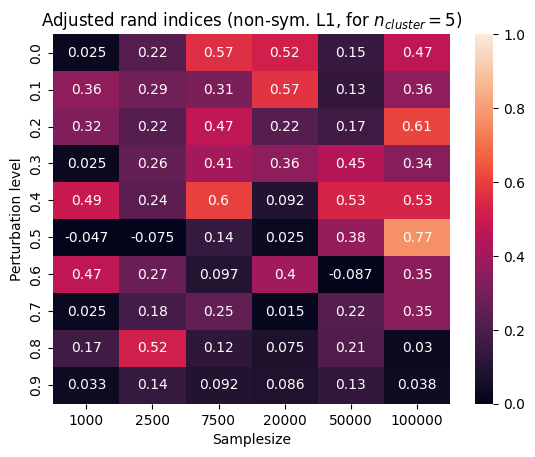 Adjusted rand indices (non-sym. L1, for n_cluster = 5)
Perturbation level
0.0 0.025 0.22 0.57 0.52 0.15 0.47
0.1 0.36 0.29 0.31 0.57 0.13 0.36
0.2 0.32 0.22 0.47 0.22 0.17 0.61
0.3 0.025 0.26 0.41 0.36 0.45 0.34
0.4 0.49 0.24 0.6 0.092 0.53 0.53
0.5 -0.047 -0.075 0.14 0.025 0.38 0.77
0.6 0.47 0.27 0.097 0.4 -0.087 0.35
0.7 0.025 0.18 0.25 0.015 0.22 0.35
0.8 0.17 0.52 0.12 0.075 0.21 0.03
0.9 0.033 0.14 0.092 0.086 0.13 0.038
1000 2500 7500 20000 50000 100000
Samplesize
1.0
0.8
0.6
0.4
0.2
0.0